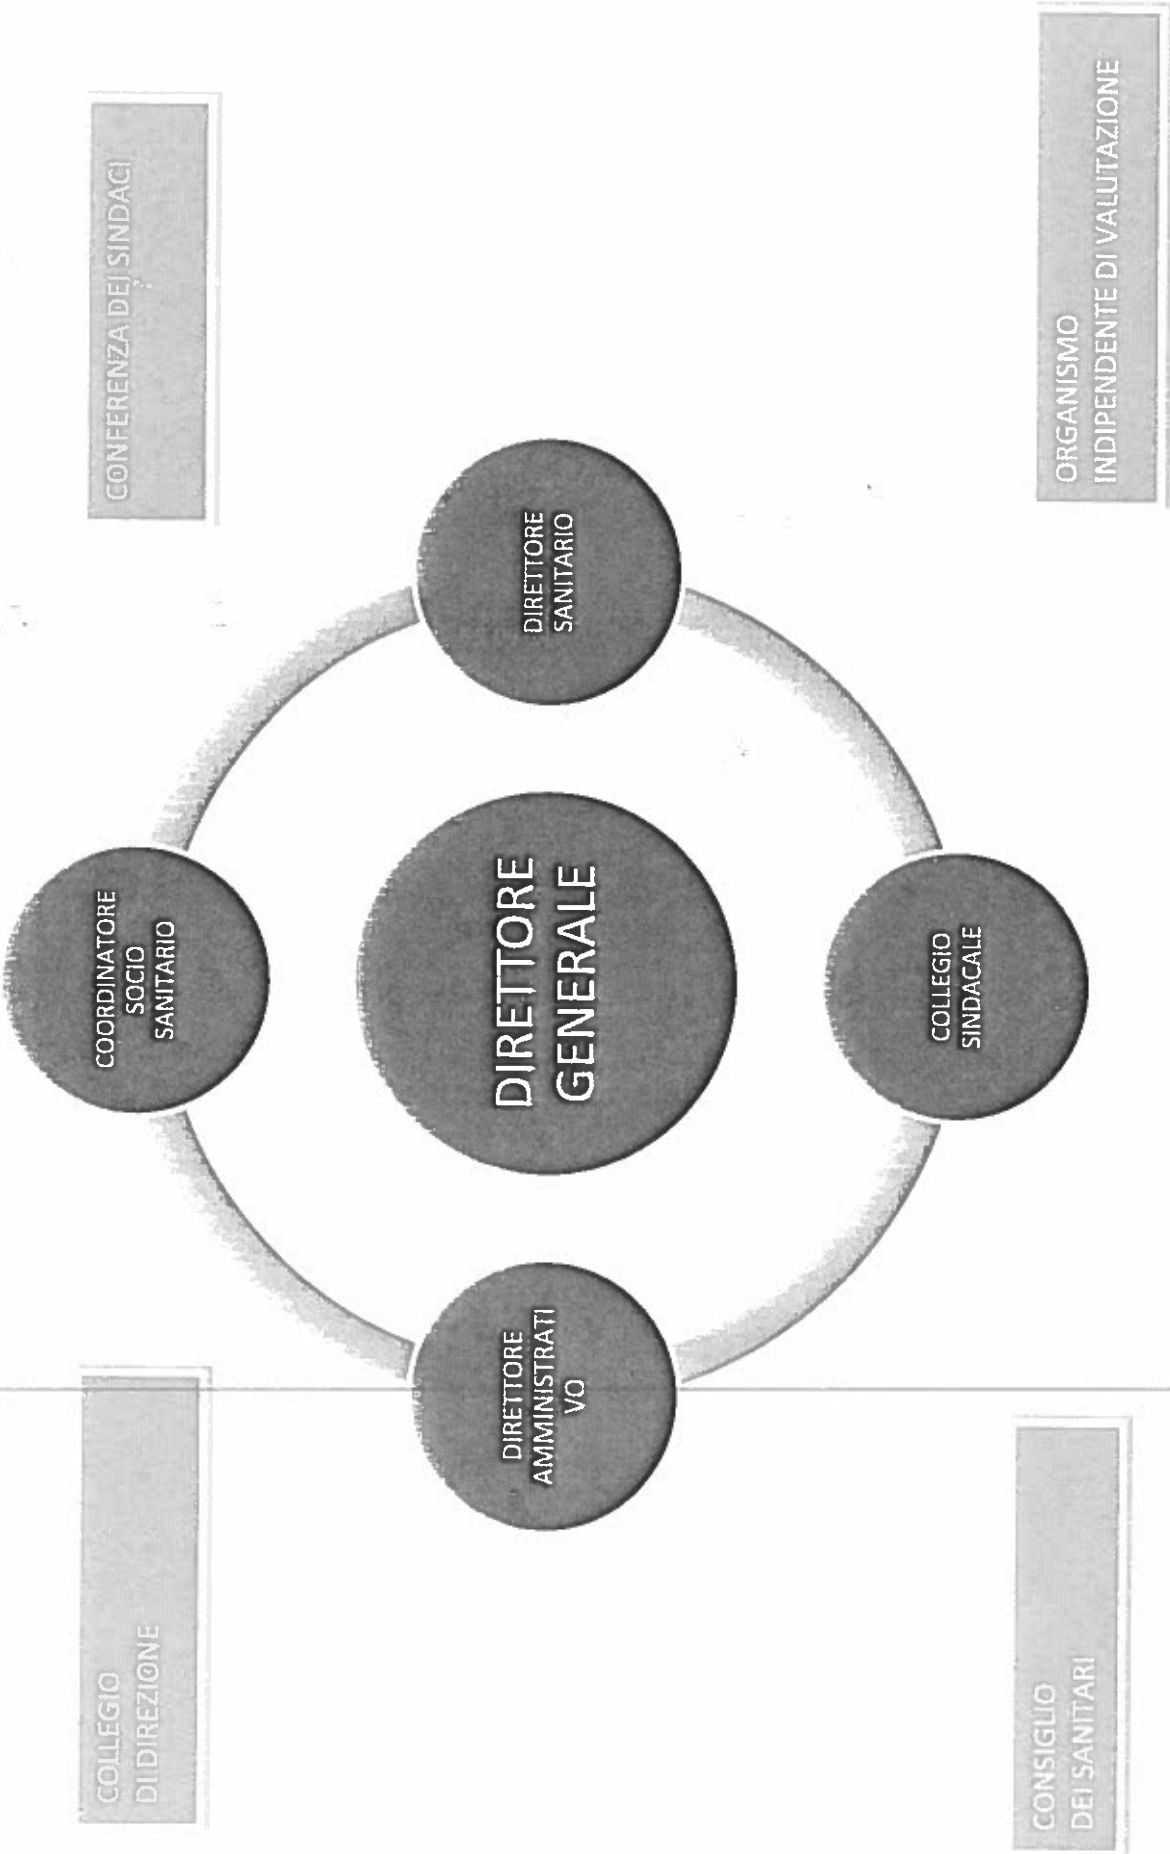 COLLEGIO
DI DIREZIONE
CONFERENZA DEI SINDACI
COORDINATORE
SOCIO
SANITARIO
DIRETTORE
AMMINISTRATI
VO
DIRETTORE
GENERALE
DIRETTORE
SANITARIO
COLLEGIO
SINDACALE
CONSIGLIO
DEI SANITARI
ORGANISMO
INDIPENDENTE DI VALUTAZIONE